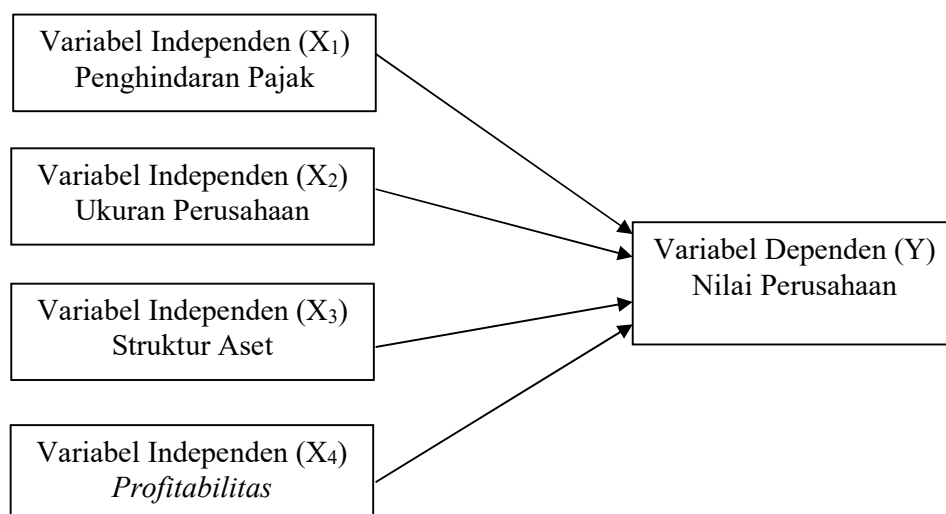 Variabel Independen (X₁)
Penghindaran Pajak
Variabel Independen (X₂)
Ukuran Perusahaan
Variabel Dependen (Y)
Nilai Perusahaan
Variabel Independen (X₃)
Struktur Aset
Variabel Independen (X₄)
Profitabilitas